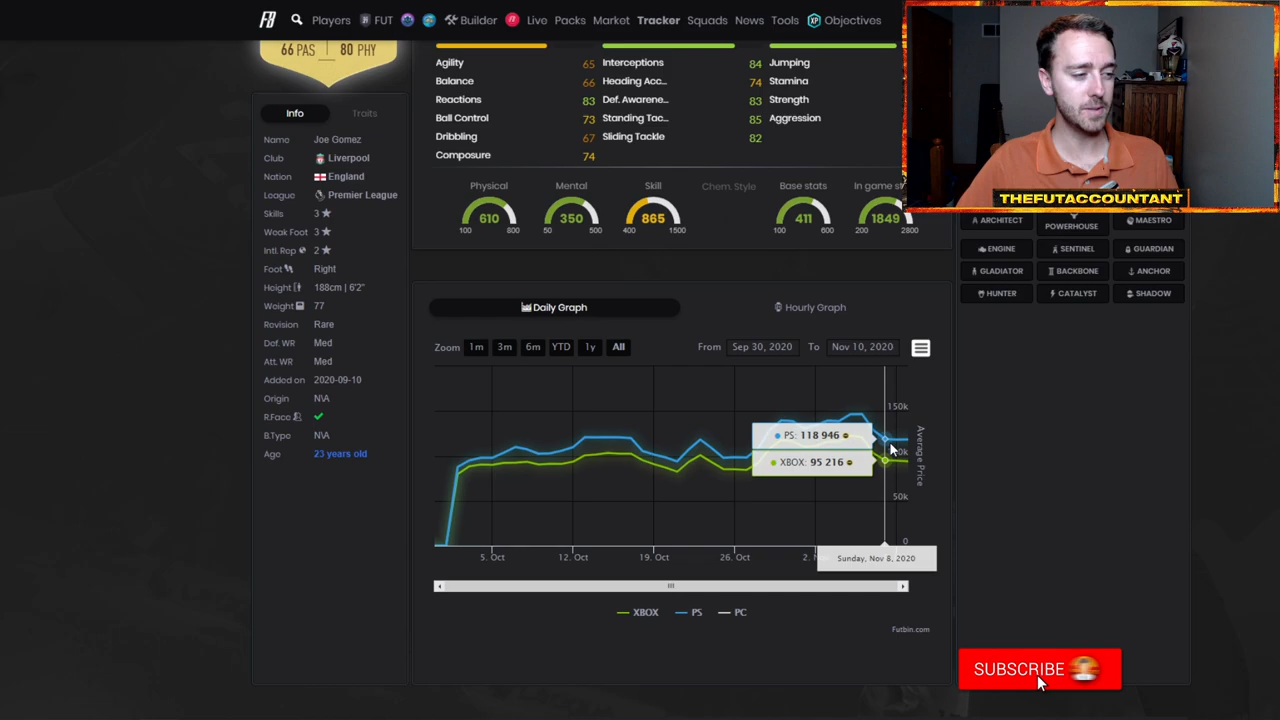 Players FUT Builder Live Packs Market Tracker Squads News Tools XP Objectives
66 PAS 80 PHY
Info Traits
Name Joe Gomez
Club Liverpool
Nation England
League Premier League
Skills 3
Weak Foot 3
Intl.Rep 2
Foot Right
Height 188cm | 6'2"
Weight 77
Revision Rare
Def. WR Med
Att. WR Med
Added on 2020-09-10
Origin N\A
R.Face
B.Type N\A
Age 23 years old
Agility 65
Balance 66
Reactions 83
Ball Control 73
Dribbling 67
Composure 74
Interceptions 84
Heading Acc... 74
Def. Awarene... 83
Standing Tac... 85
Sliding Tackle 82
Jumping
Stamina
Strength
Aggression
Physical Mental Skill Chem. Style Base stats In game s
610 350 865 411 1849
100 800 50 500 400 1500 100 600 200 2800
THEFUTACCOUNTANT
ARCHITECT POWERHOUSE MAESTRO
ENGINE SENTINEL GUARDIAN
GLADIATOR BACKBONE ANCHOR
HUNTER CATALYST SHADOW
Daily Graph Hourly Graph
Zoom 1m 3m 6m YTD 1y All From Sep 30, 2020 To Nov 10, 2020
150k
PS: 118 946
XBOX: 95 216
50k
0
Average Price
5. Oct 12. Oct 19. Oct 26. Oct 2.
Sunday, Nov 8, 2020
XBOX PS PC
Futbin.com
SUBSCRIBE